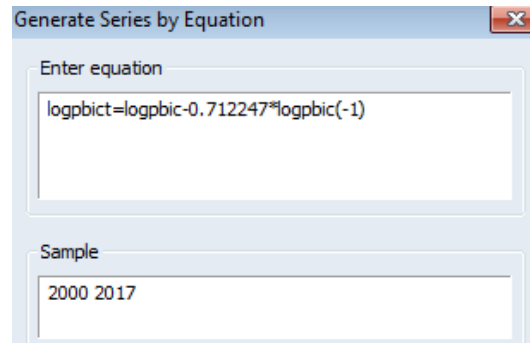 Generate Series by Equation
Enter equation
logpbict=logpbic-0.712247*logpbic(-1)
Sample
2000 2017